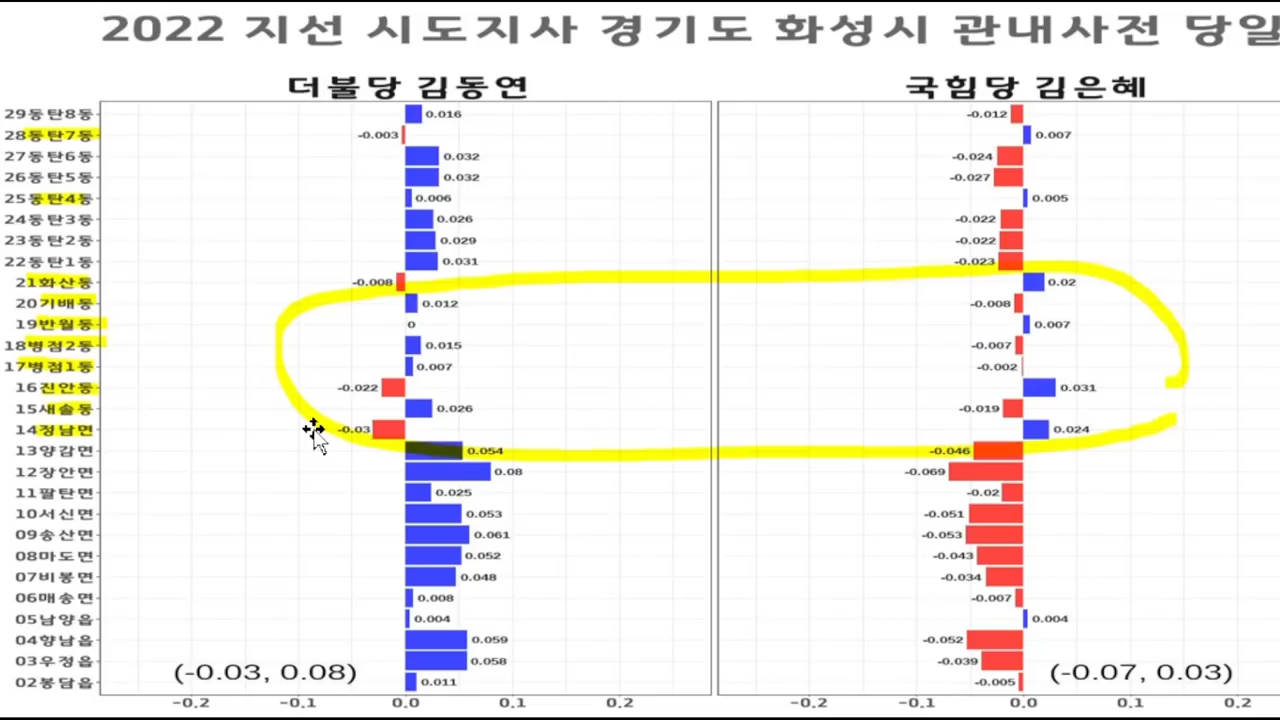 2022 지선 시도지사 경기도 화성시 관내사전 당일
더불당 김동연 국힘당 김은혜
29동탄8동 0.016 -0.012
28동탄7동 -0.003 0.007
27동탄6동 0.032 -0.024
26동탄5동 0.032 -0.027
25동탄4동 0.006 0.005
24동탄3동 0.026 -0.022
23동탄2동 0.029 -0.022
22동탄1동 0.031 -0.023
21화산동 -0.008 0.02
20기배동 0.012 -0.008
19반월동 0 0.007
18병점2동 0.015 -0.007
17병점1동 0.007 -0.002
16진안동 -0.022 0.031
15새솔동 0.026 -0.019
14정남면 -0.03 0.024
13양감면 0.054 -0.046
12장안면 0.08 -0.069
11팔탄면 0.025 -0.02
10서신면 0.053 -0.051
09송산면 0.061 -0.053
08마도면 0.052 -0.043
07비봉면 0.048 -0.034
06매송면 0.008 -0.007
05남양읍 0.004 0.004
04향남읍 0.059 -0.052
03우정읍 0.058 -0.039
02봉담읍 0.011 -0.005
(-0.03, 0.08) (-0.07, 0.03)
-0.2 -0.1 0.0 0.1 0.2 -0.2 -0.1 0.0 0.1 0.2